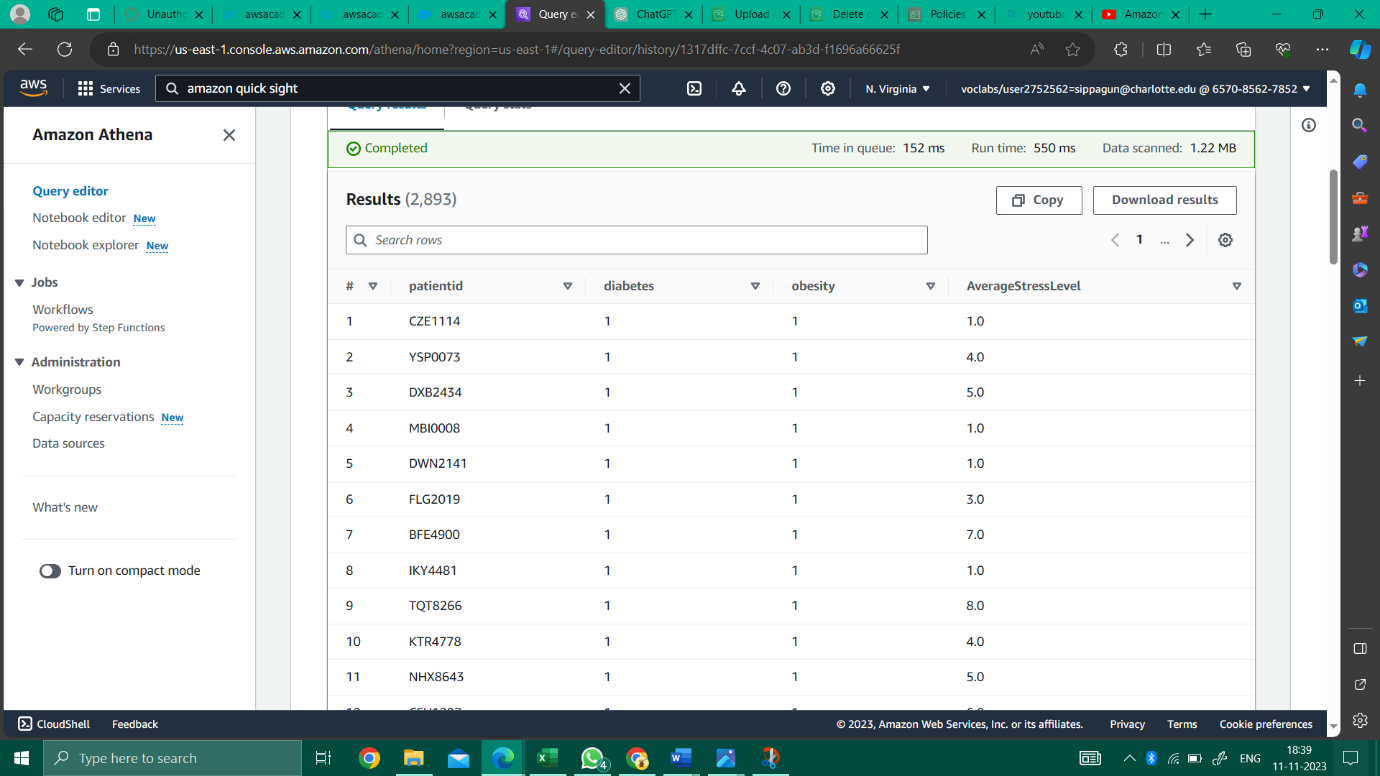 Unautho
awsacad
awsacad
awsacad
Query e
ChatGPT
Upload
Delete o
Policies
youtube
Amazon
https://us-east-1.console.aws.amazon.com/athena/home?region=us-east-1#/query-editor/history/1317dffc-7ccf-4c07-ab3d-f1696a66625f
aws
Services
amazon quick sight
N. Virginia
voclabs/user2752562=sippagun@charlotte.edu @ 6570-8562-7852
Amazon Athena
Query editor
Notebook editor New
Notebook explorer New
Jobs
Workflows
Powered by Step Functions
Administration
Workgroups
Capacity reservations New
Data sources
What's new
Turn on compact mode
Query results Query stats
Completed Time in queue: 152 ms Run time: 550 ms Data scanned: 1.22 MB
Results (2,893) Copy Download results
Search rows 1 ...
# patientid diabetes obesity AverageStressLevel
1 CZE1114 1 1 1.0
2 YSP0073 1 1 4.0
3 DXB2434 1 1 5.0
4 MBI0008 1 1 1.0
5 DWN2141 1 1 1.0
6 FLG2019 1 1 3.0
7 BFE4900 1 1 7.0
8 IKY4481 1 1 1.0
9 TQT8266 1 1 8.0
10 KTR4778 1 1 4.0
11 NHX8643 1 1 5.0
CloudShell Feedback © 2023, Amazon Web Services, Inc. or its affiliates. Privacy Terms Cookie preferences
Type here to search
4
ENG
18:39
11-11-2023